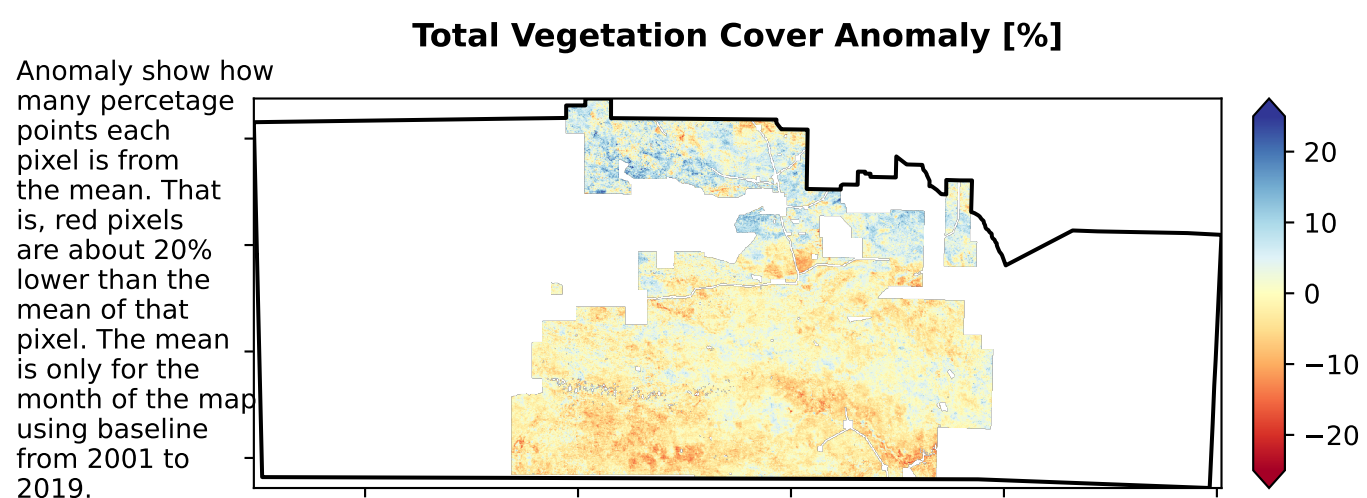 Total Vegetation Cover Anomaly [%]
Anomaly show how
many percetage
points each
pixel is from
the mean. That
is, red pixels
are about 20%
lower than the
mean of that
pixel. The mean
is only for the
month of the map
using baseline
from 2001 to
2019.
20
10
0
−10
−20